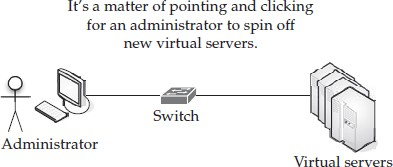 It's a matter of pointing and clicking
for an administrator to spin off
new virtual servers.
Switch
Administrator
Virtual servers